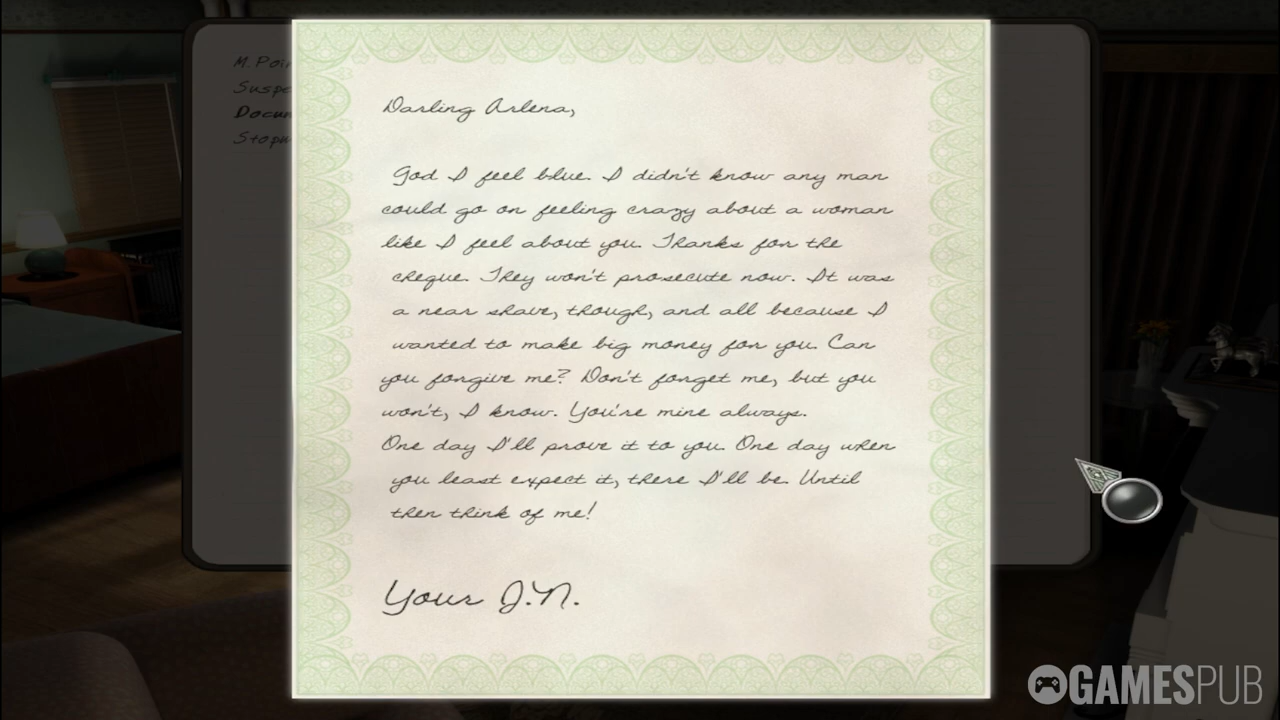 M. Poi
Suspe
Docum
Stopw
Darling Arlena,
God I feel blue. I didn't know any man
could go on feeling crazy about a woman
like I feel about you. Thanks for the
cheque. They won't prosecute now. It was
a near shave, though, and all because I
wanted to make big money for you. Can
you forgive me? Don't forget me, but you
won't, I know. You're mine always.
One day I'll prove it to you. One day when
you least expect it, there I'll be. Until
then think of me!
Your J.N.
GAMESPUB